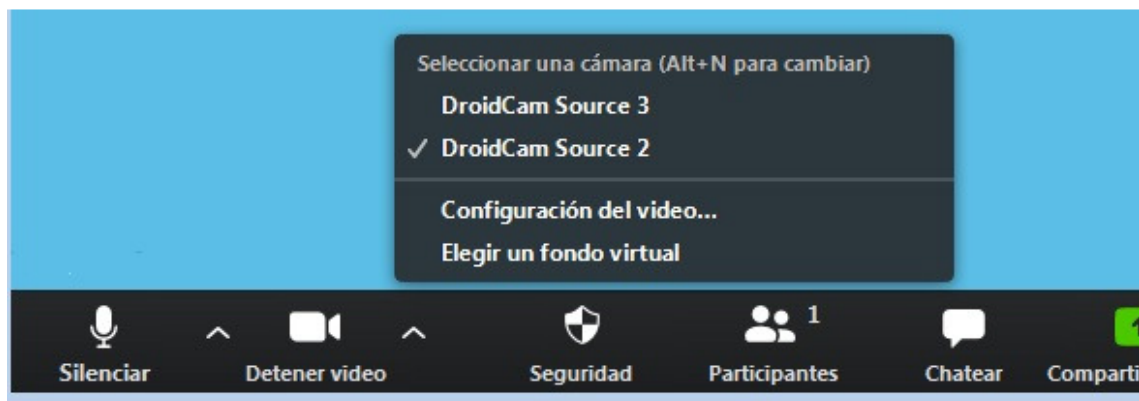 Seleccionar una cámara (Alt+N para cambiar)
DroidCam Source 3
DroidCam Source 2
Configuración del video...
Elegir un fondo virtual
1
Silenciar
Detener video
Seguridad
Participantes
Chatear